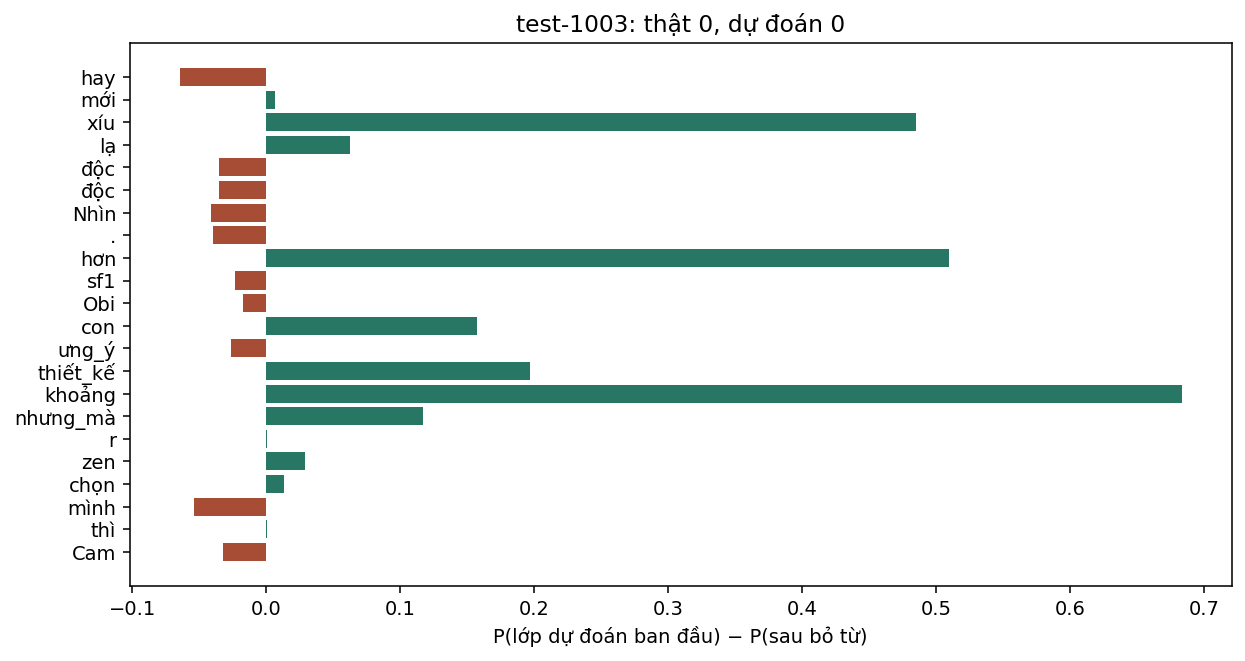 test-1003: thật 0, dự đoán 0
hay
mới
xíu
lạ
độc
độc
Nhìn
.
hơn
sf1
Obi
con
ưng_ý
thiết_kế
khoảng
nhưng_mà
r
zen
chọn
mình
thì
Cam
−0.1 0.0 0.1 0.2 0.3 0.4 0.5 0.6 0.7
P(lớp dự đoán ban đầu) − P(sau bỏ từ)